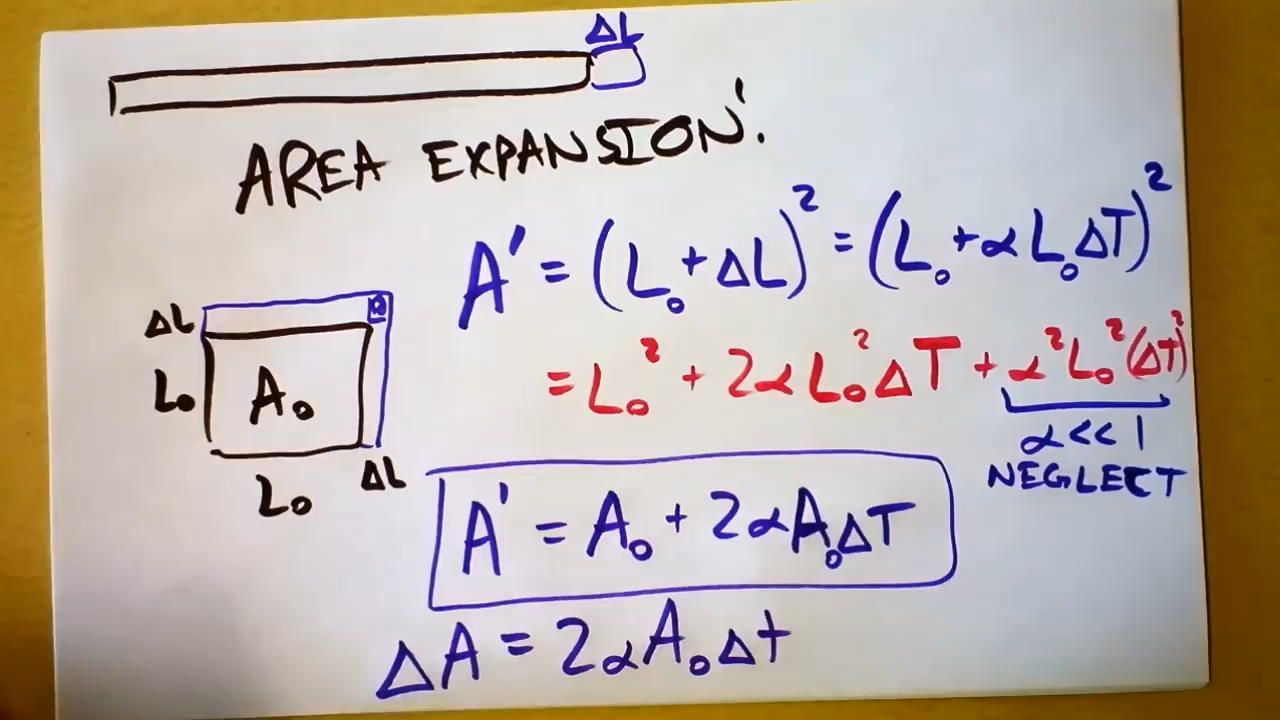 ΔL
AREA EXPANSION!
A' = (L₀ + ΔL)² = (L₀ + αL₀ΔT)²
= L₀² + 2αL₀²ΔT + α²L₀²(ΔT)²
α << 1
NEGLECT
ΔL
L₀
A₀
L₀
ΔL
A' = A₀ + 2αA₀ΔT
ΔA = 2αA₀Δt